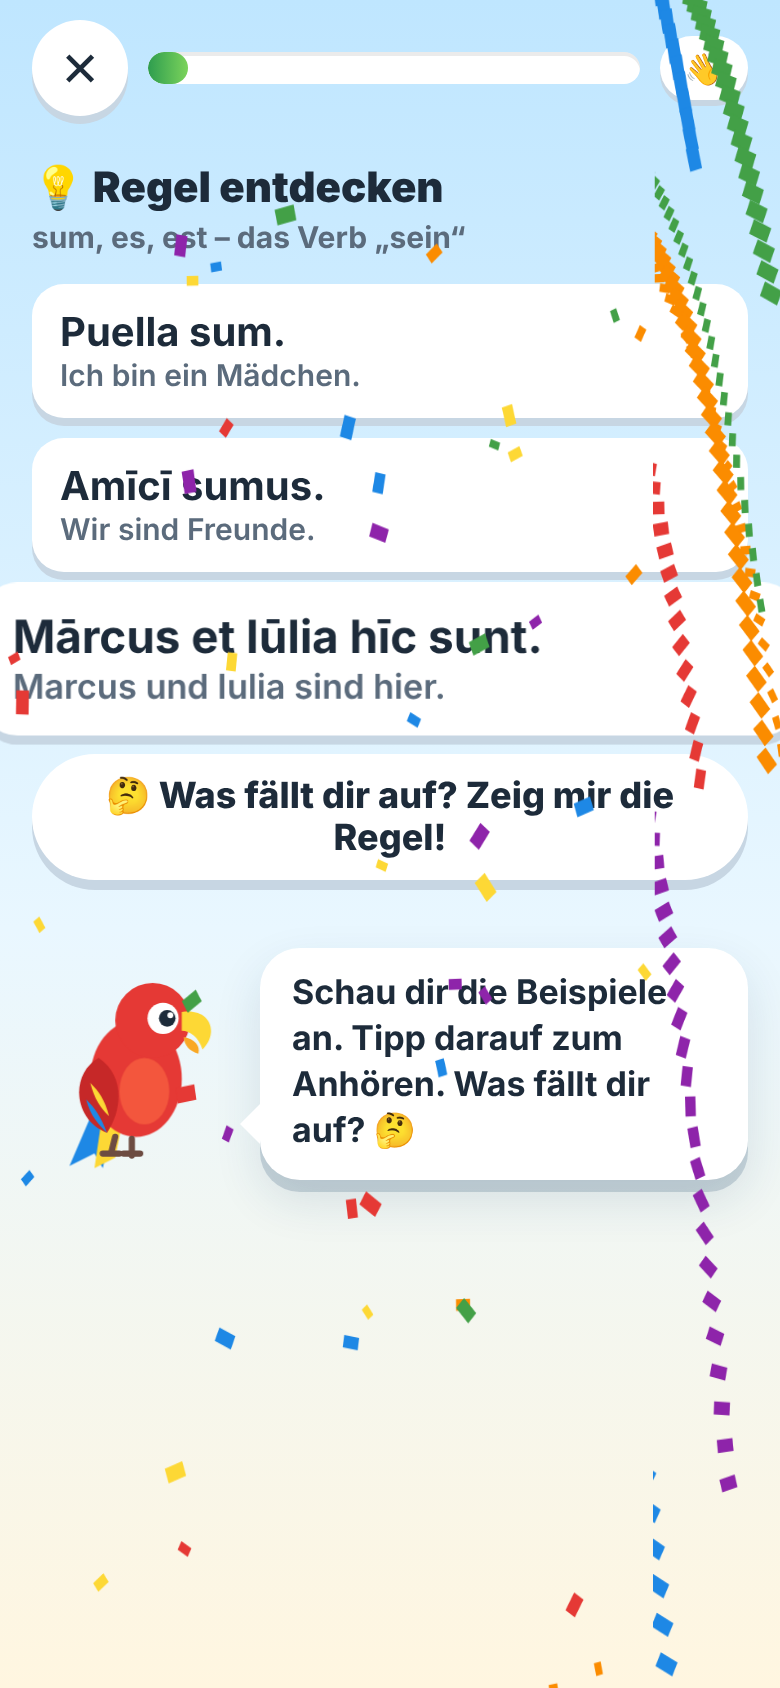 Regel entdecken
sum, es, est – das Verb „sein“
Puella sum.
Ich bin ein Mädchen.
Amīcī sumus.
Wir sind Freunde.
Mārcus et Iūlia hīc sunt.
Marcus und Iulia sind hier.
Was fällt dir auf? Zeig mir die
Regel!
Schau dir die Beispiele
an. Tipp darauf zum
Anhören. Was fällt dir
auf?